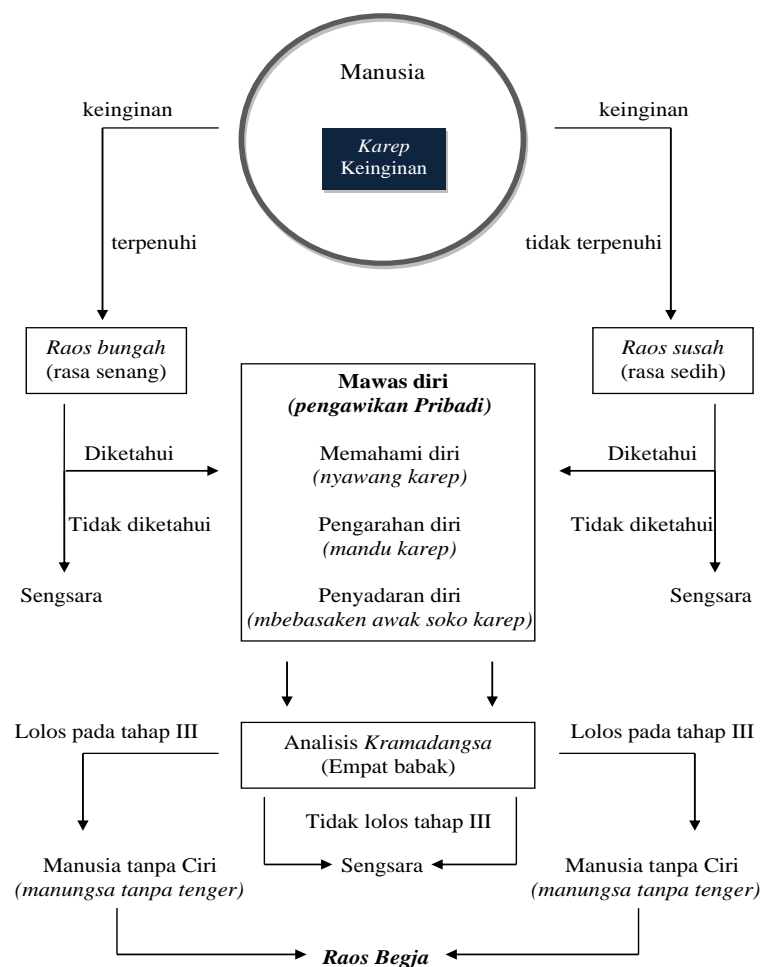 Manusia
keinginan
keinginan
Karep
Keinginan
terpenuhi
tidak terpenuhi
Raos bungah
(rasa senang)
Raos susah
(rasa sedih)
Mawas diri
(pengawikan Pribadi)
Memahami diri
(nyawang karep)
Pengarahan diri
(mandu karep)
Penyadaran diri
(mbebasaken awak soko karep)
Diketahui
Diketahui
Tidak diketahui
Tidak diketahui
Sengsara
Sengsara
Lolos pada tahap III
Lolos pada tahap III
Analisis Kramadangsa
(Empat babak)
Tidak lolos tahap III
Sengsara
Manusia tanpa Ciri
(manungsa tanpa tenger)
Manusia tanpa Ciri
(manungsa tanpa tenger)
Raos Begja